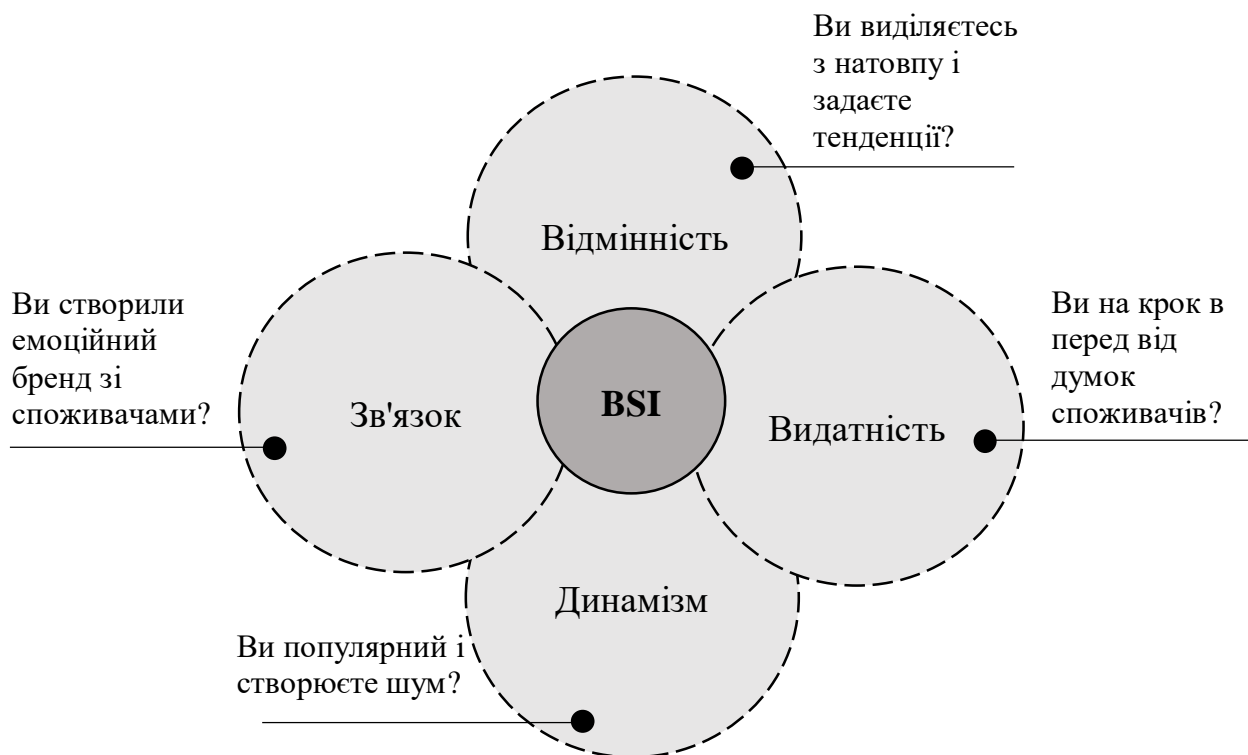 Ви виділяєтесь
з натовпу і
задаєте
тенденції?
Відмінність
Ви створили
емоційний
бренд зі
споживачами?
Зв'язок
BSI
Видатність
Ви на крок в
перед від
думок
споживачів?
Динамізм
Ви популярний і
створюєте шум?